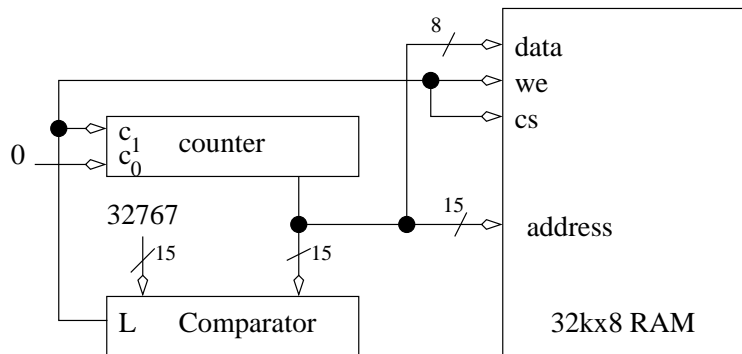 8
data
we
cs
c1
counter
0
c0
32767
15
address
15
15
L
Comparator
32kx8 RAM